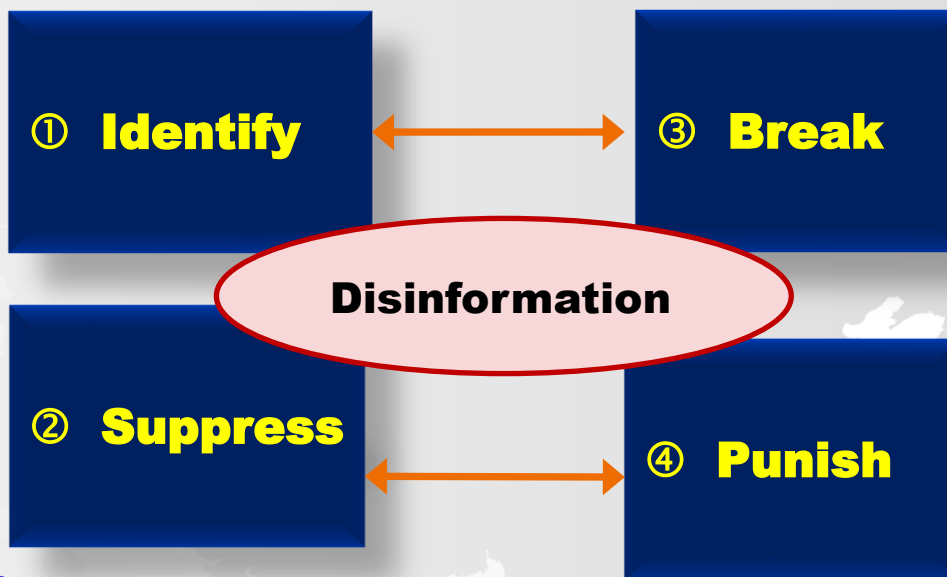 ① Identify
③ Break
Disinformation
② Suppress
④ Punish